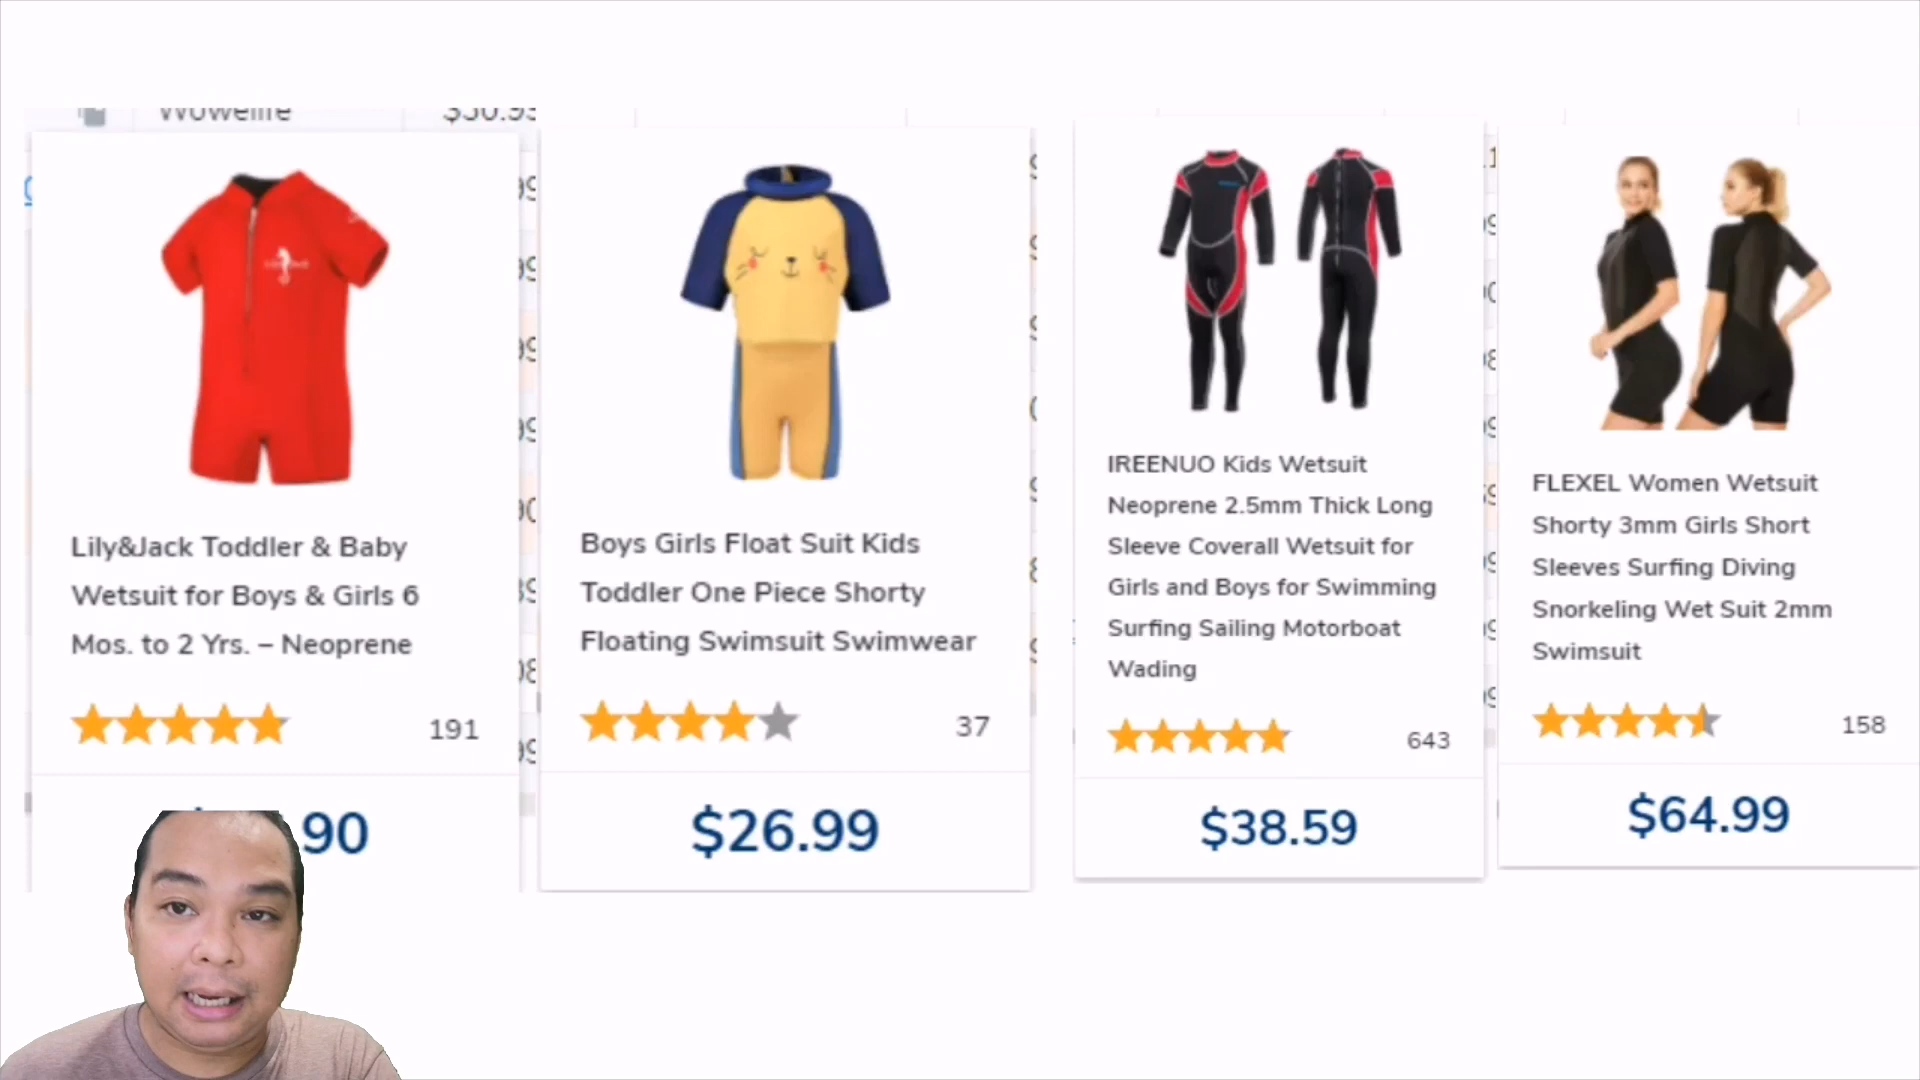 Wowelife
Lily&Jack Toddler & Baby
Wetsuit for Boys & Girls 6
Mos. to 2 Yrs. – Neoprene
191
90
Boys Girls Float Suit Kids
Toddler One Piece Shorty
Floating Swimsuit Swimwear
37
$26.99
IREENUO Kids Wetsuit
Neoprene 2.5mm Thick Long
Sleeve Coverall Wetsuit for
Girls and Boys for Swimming
Surfing Sailing Motorboat
Wading
643
$38.59
FLEXEL Women Wetsuit
Shorty 3mm Girls Short
Sleeves Surfing Diving
Snorkeling Wet Suit 2mm
Swimsuit
158
$64.99